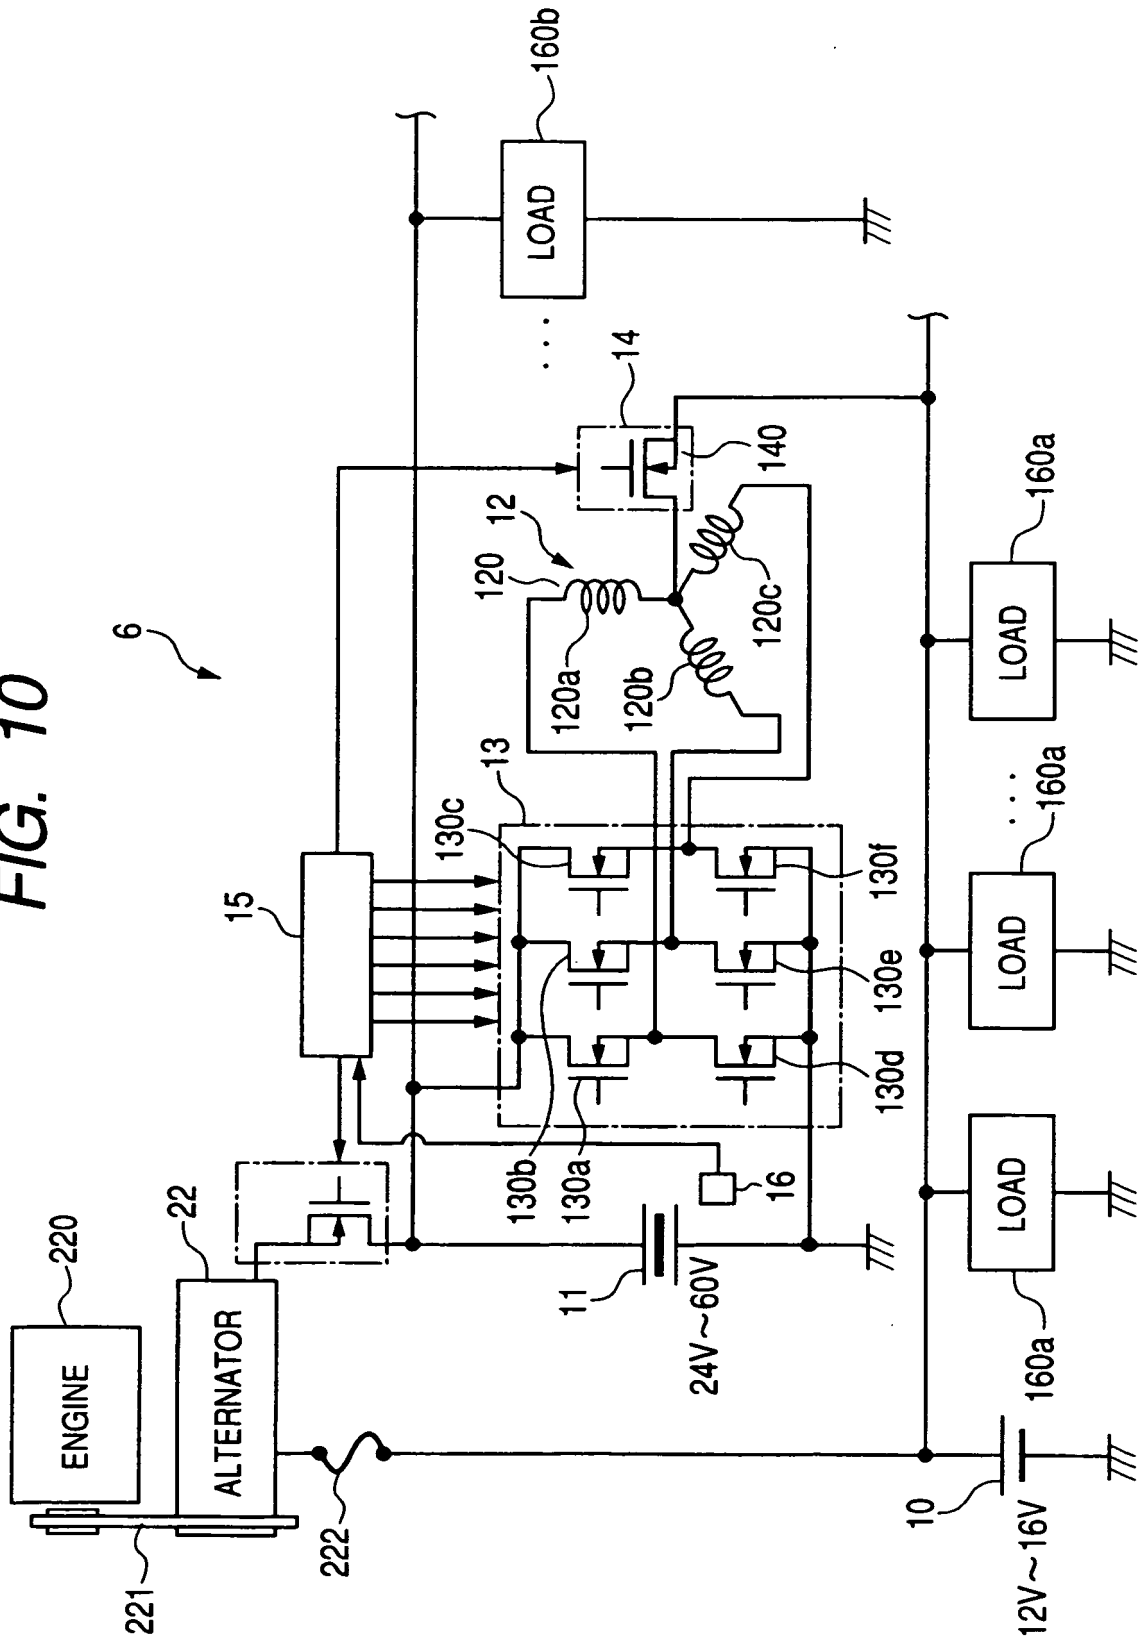 FIG. 10
6
ENGINE
220
221
ALTERNATOR
22
222
15
14
140
12
120
120a
120b
120c
13
130c
130b
130a
130f
130e
130d
16
11
24V~60V
10
12V~16V
LOAD
160b
. . .
LOAD
160a
LOAD
160a
. . .
LOAD
160a